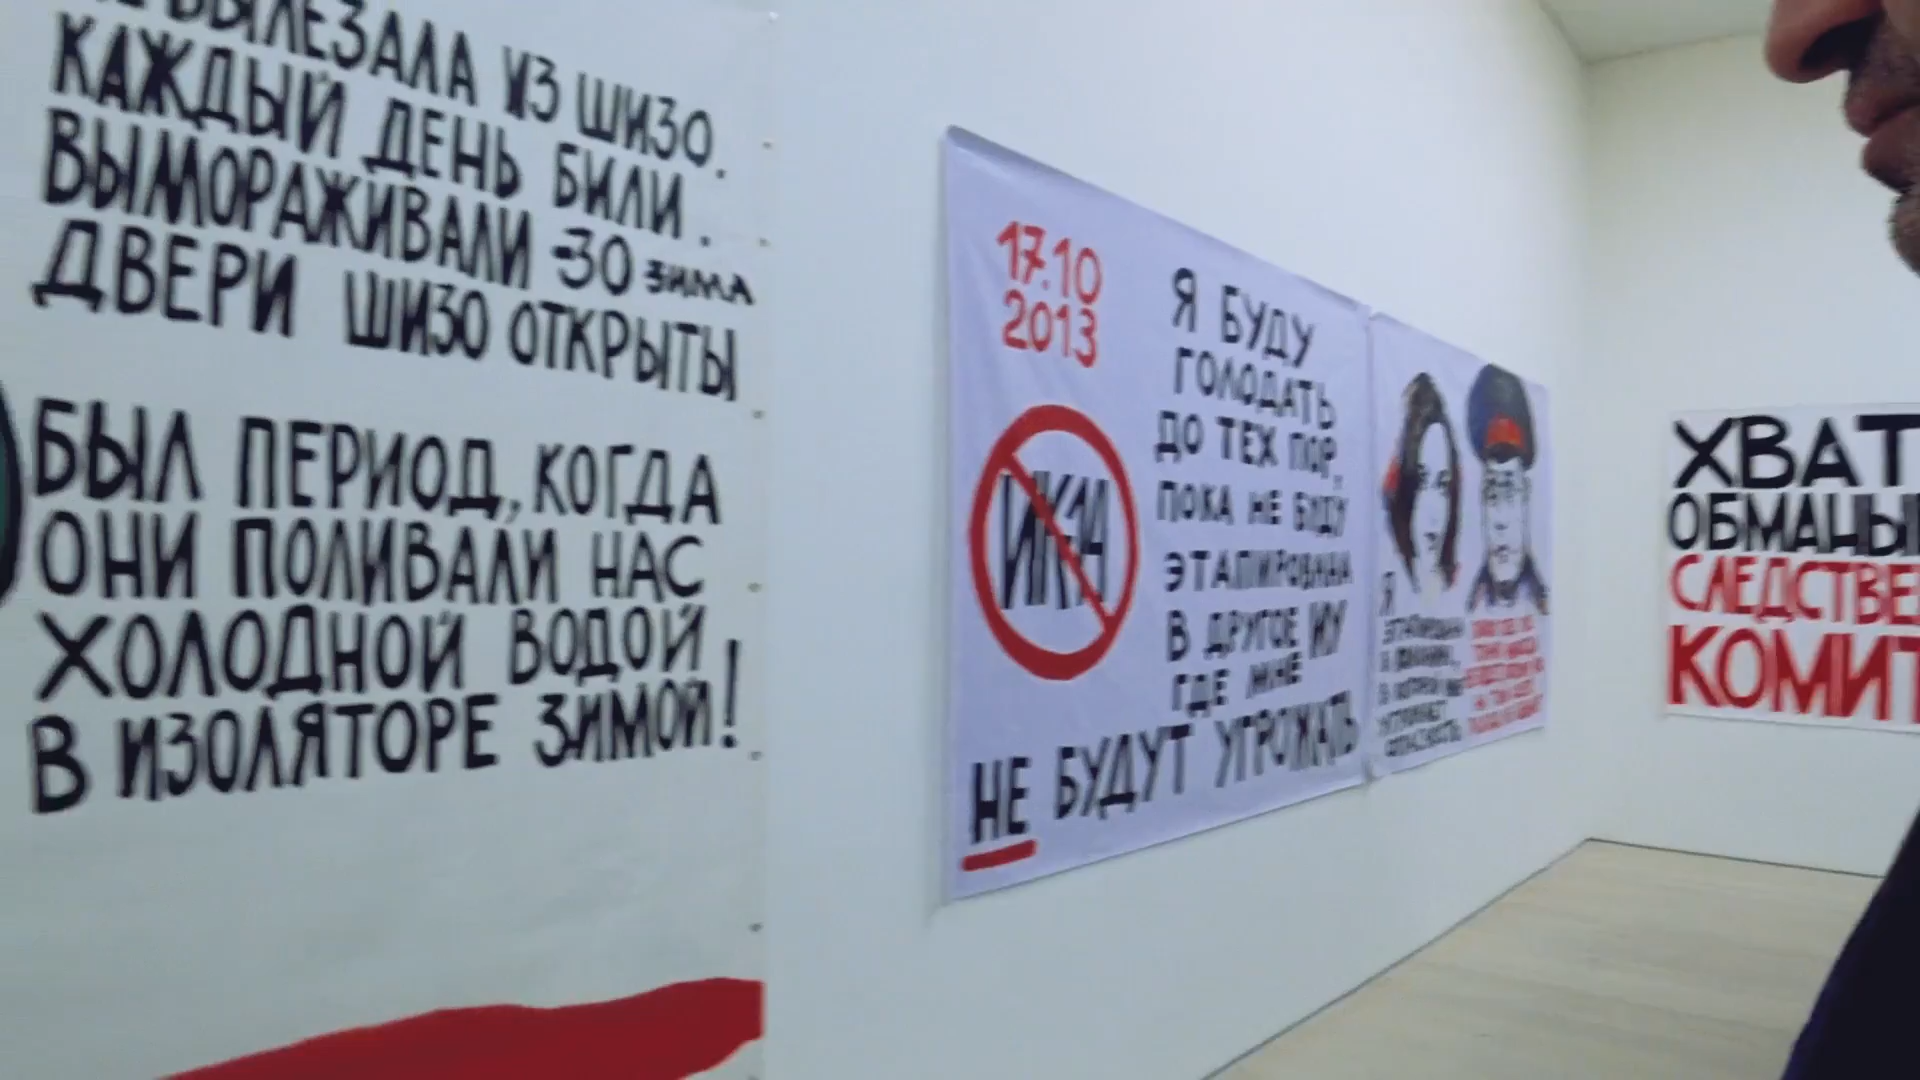 ВЫЛЕЗАЛА ИЗ ШИЗО.
КАЖДЫЙ ДЕНЬ БИЛИ.
ВЫМОРАЖИВАЛИ -30 ЗИМА
ДВЕРИ ШИЗО ОТКРЫТЫ
БЫЛ ПЕРИОД, КОГДА
ОНИ ПОЛИВАЛИ НАС
ХОЛОДНОЙ ВОДОЙ
В ИЗОЛЯТОРЕ ЗИМОЙ!
17.10
2013
ИК-14
Я БУДУ
ГОЛОДАТЬ
ДО ТЕХ ПОР,
ПОКА НЕ БУДУ
ЭТАПИРОВАНА
В ДРУГОЕ ИУ
ГДЕ МНЕ
НЕ БУДУТ УГРОЖАТЬ
Я
ХВАТ
ОБМАНЫ
СЛЕДСТВЕ
КОМИТ